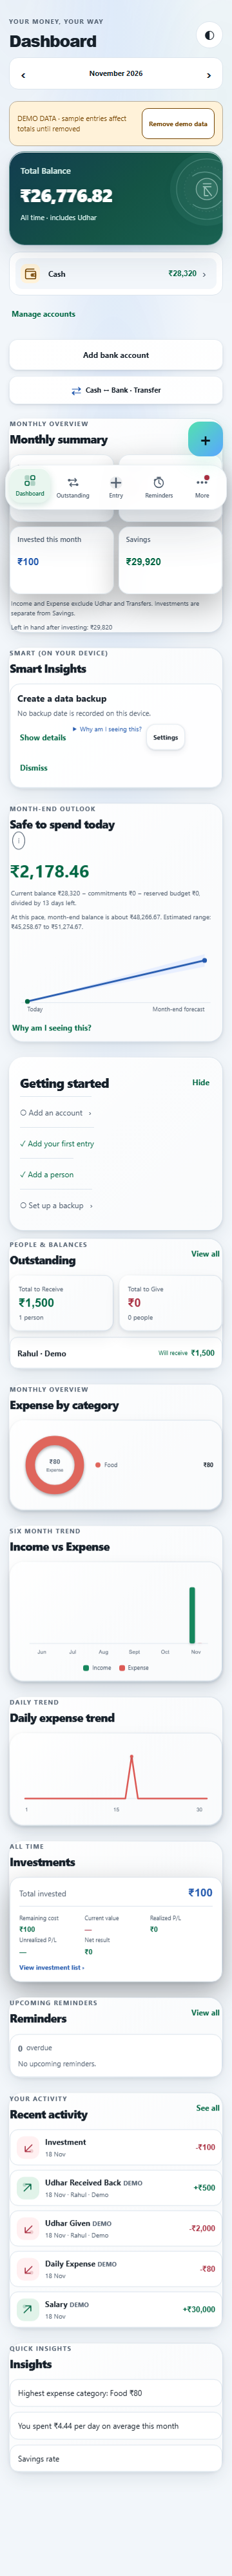 YOUR MONEY, YOUR WAY
Dashboard
‹ November 2026 ›
DEMO DATA - sample entries affect totals until removed
Remove demo data
Total Balance
₹26,776.82
All time · includes Udhar
Cash ₹28,320 ›
Manage accounts
Add bank account
Cash ↔ Bank · Transfer
MONTHLY OVERVIEW
Monthly summary
+
Dashboard
Outstanding
Entry
Reminders
More
Invested this month
₹100
Savings
₹29,920
Income and Expense exclude Udhar and Transfers. Investments are
separate from Savings.
Left in hand after investing: ₹29,820
SMART (ON YOUR DEVICE)
Smart Insights
Create a data backup
No backup date is recorded on this device.
Show details
▶ Why am I seeing this?
Settings
Dismiss
MONTH-END OUTLOOK
Safe to spend today
i
₹2,178.46
Current balance ₹28,320 − commitments ₹0 − reserved budget ₹0,
divided by 13 days left.
At this pace, month-end balance is about ₹48,266.67. Estimated range:
₹45,258.67 to ₹51,274.67.
Today
Month-end forecast
Why am I seeing this?
Getting started
Hide
○ Add an account ›
✓ Add your first entry
✓ Add a person
○ Set up a backup ›
PEOPLE & BALANCES
Outstanding
View all
Total to Receive
₹1,500
1 person
Total to Give
₹0
0 people
Rahul · Demo
Will receive ₹1,500
MONTHLY OVERVIEW
Expense by category
₹80
Expense
Food
₹80
SIX MONTH TREND
Income vs Expense
Jun Jul Aug Sept Oct Nov
Income Expense
DAILY TREND
Daily expense trend
1 15 30
ALL TIME
Investments
Total invested ₹100
Remaining cost
₹100
Current value
—
Realized P/L
₹0
Unrealized P/L
—
Net result
₹0
View investment list ›
UPCOMING REMINDERS
Reminders
View all
0 overdue
No upcoming reminders.
YOUR ACTIVITY
Recent activity
See all
Investment
18 Nov
-₹100
Udhar Received Back DEMO
18 Nov · Rahul · Demo
+₹500
Udhar Given DEMO
18 Nov · Rahul · Demo
-₹2,000
Daily Expense DEMO
18 Nov
-₹80
Salary DEMO
18 Nov
+₹30,000
QUICK INSIGHTS
Insights
Highest expense category: Food ₹80
You spent ₹4.44 per day on average this month
Savings rate